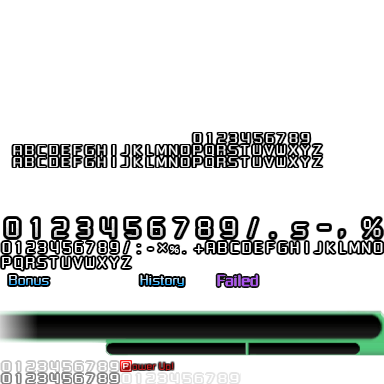 0123456789
ABCDEFGHIJKLMNOPQRSTUVWXYZ
ABCDEFGHIJKLMNOPQRSTUVWXYZ
0123456789/.s-,%
0123456789/:-×%.+ABCDEFGHIJKLMNO
PQRSTUVWXYZ
Bonus History Failed
0123456789 Power Up!
0123456789 0123456789